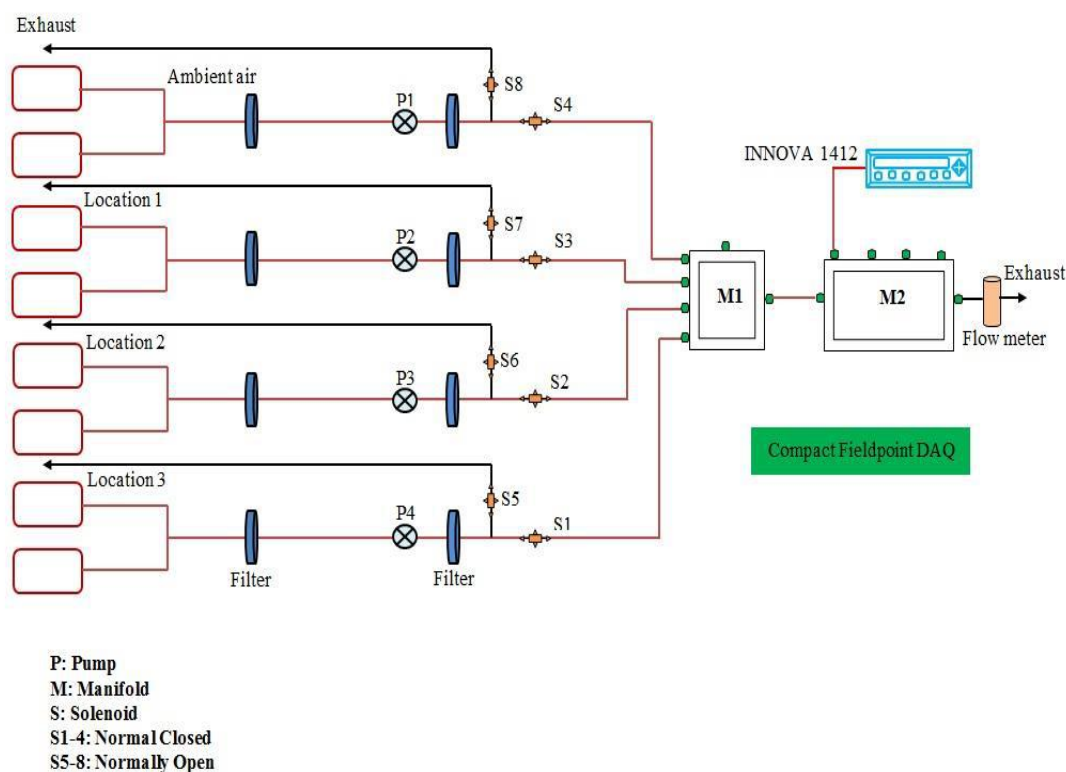 Exhaust
Ambient air
P1
S8
S4
INNOVA 1412
Location 1
P2
S7
S3
M1
M2
Exhaust
Flow meter
Location 2
P3
S6
S2
Compact Fieldpoint DAQ
Location 3
P4
S5
S1
Filter
Filter
P: Pump
M: Manifold
S: Solenoid
S1-4: Normal Closed
S5-8: Normally Open